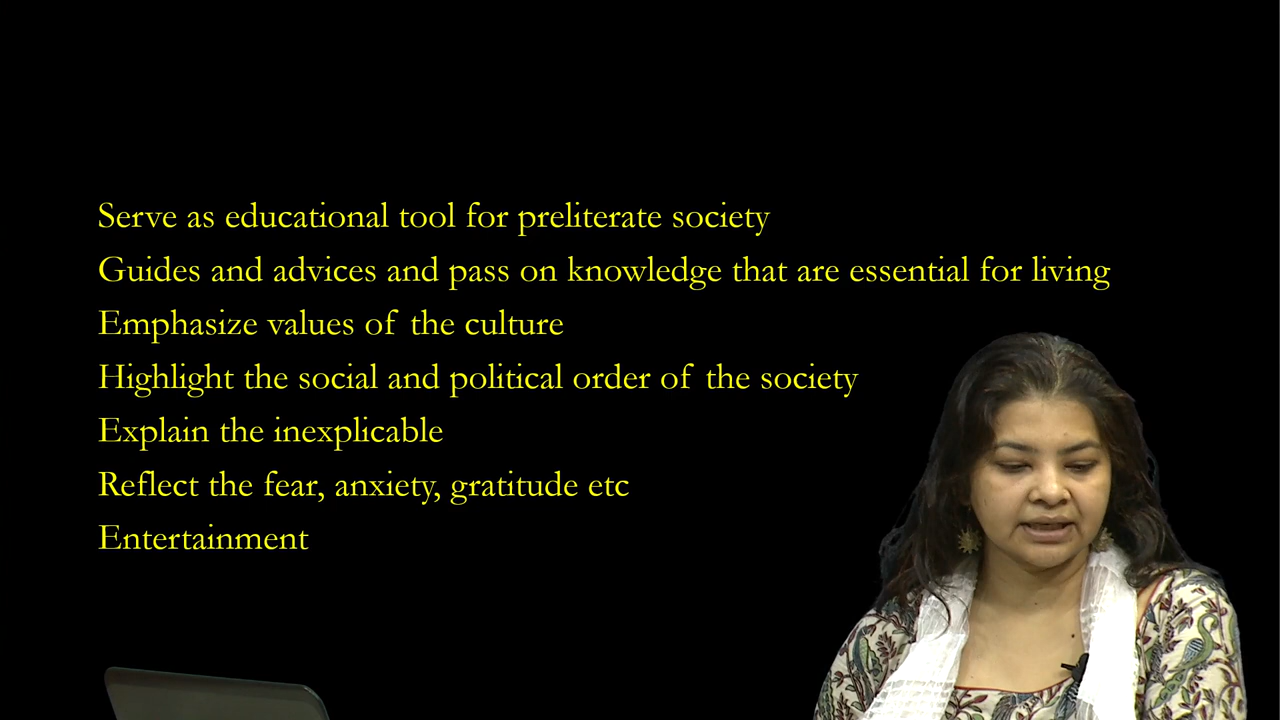 Serve as educational tool for preliterate society
Guides and advices and pass on knowledge that are essential for living
Emphasize values of the culture
Highlight the social and political order of the society
Explain the inexplicable
Reflect the fear, anxiety, gratitude etc
Entertainment